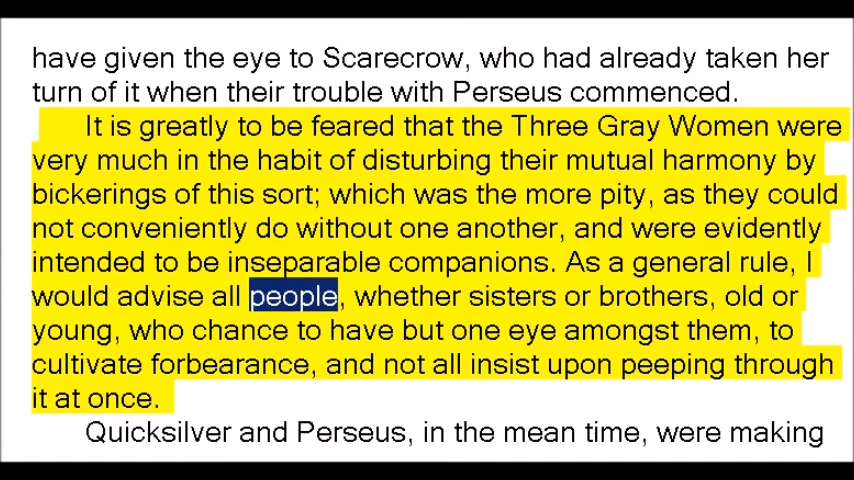 have given the eye to Scarecrow, who had already taken her
turn of it when their trouble with Perseus commenced.
It is greatly to be feared that the Three Gray Women were
very much in the habit of disturbing their mutual harmony by
bickerings of this sort; which was the more pity, as they could
not conveniently do without one another, and were evidently
intended to be inseparable companions. As a general rule, I
would advise all people, whether sisters or brothers, old or
young, who chance to have but one eye amongst them, to
cultivate forbearance, and not all insist upon peeping through
it at once.
Quicksilver and Perseus, in the mean time, were making